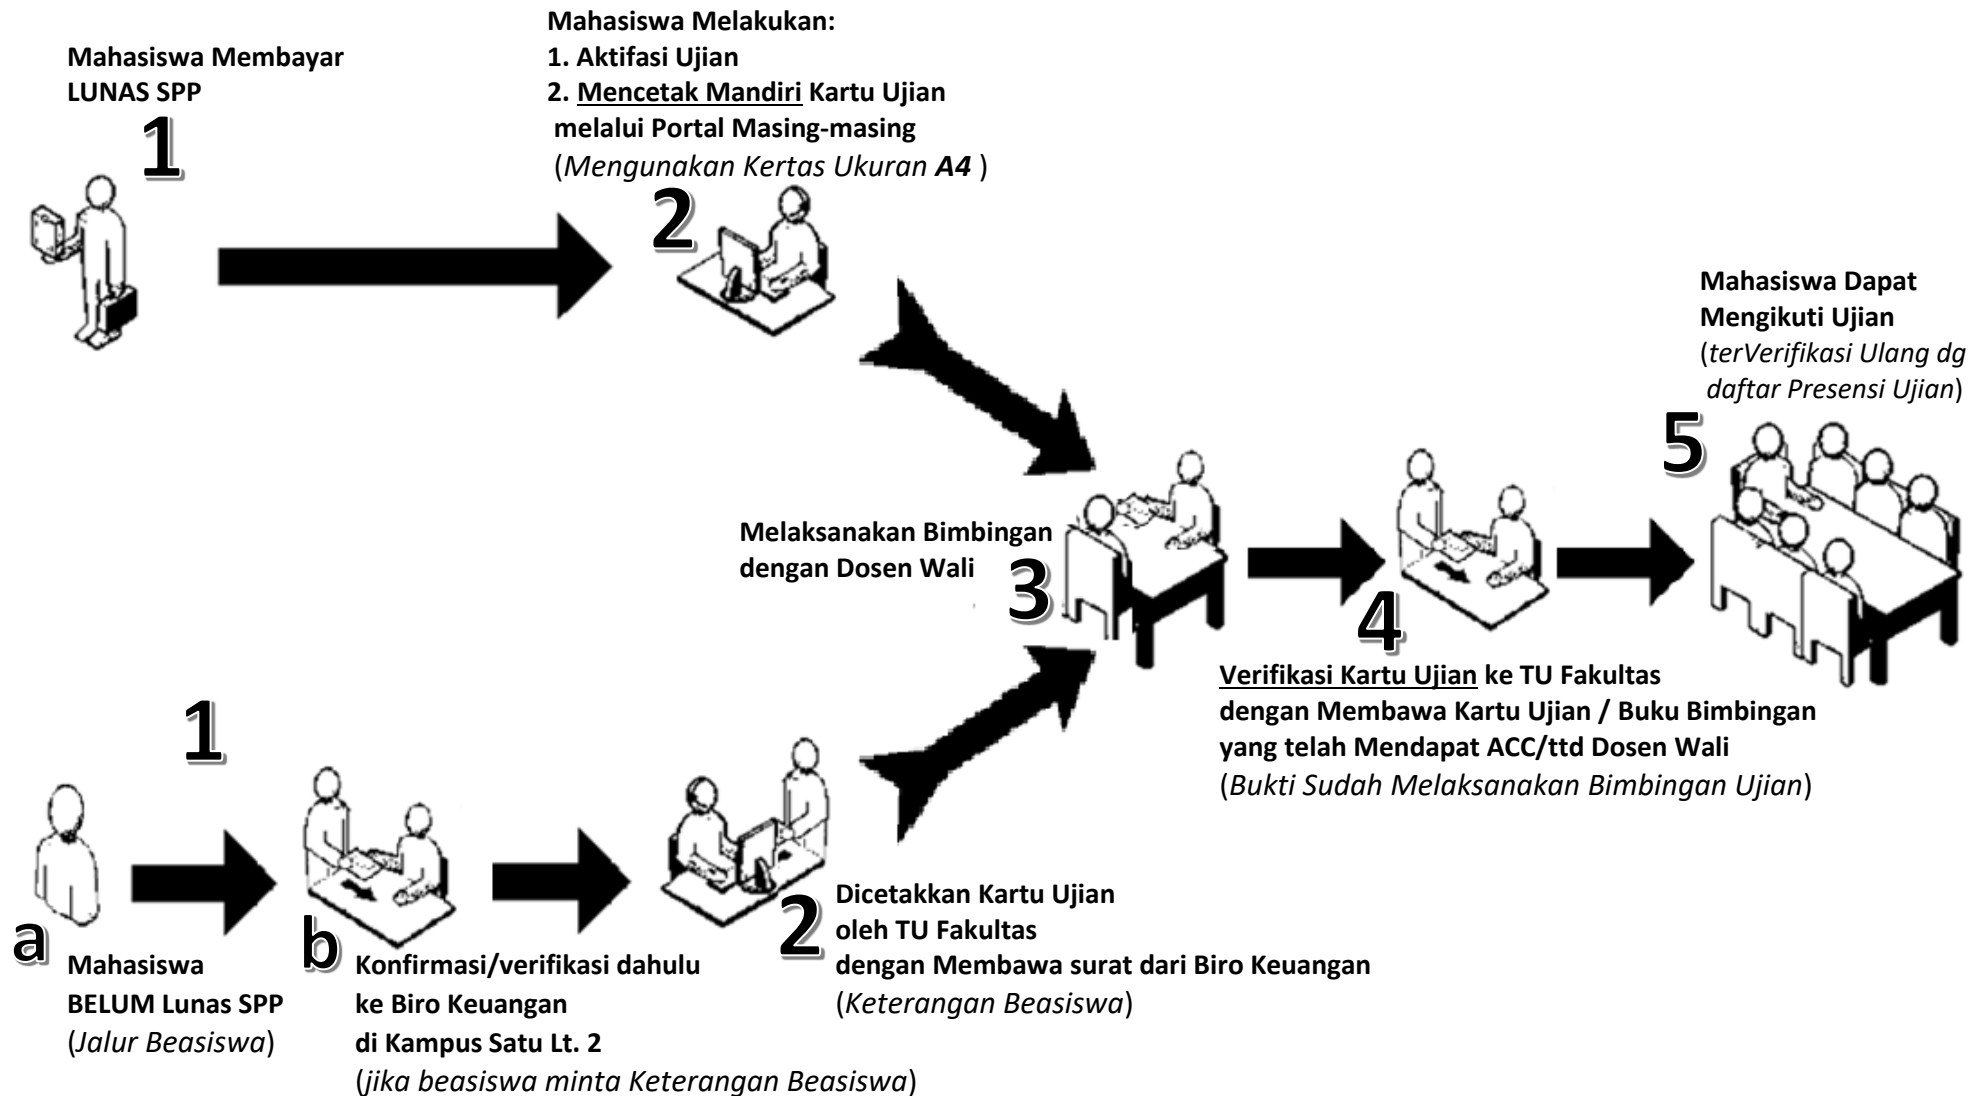 Mahasiswa Membayar
LUNAS SPP
1
Mahasiswa Melakukan:
1. Aktifasi Ujian
2. Mencetak Mandiri Kartu Ujian
melalui Portal Masing-masing
(Mengunakan Kertas Ukuran A4 )
2
Melaksanakan Bimbingan
dengan Dosen Wali
3
4
Verifikasi Kartu Ujian ke TU Fakultas
dengan Membawa Kartu Ujian / Buku Bimbingan
yang telah Mendapat ACC/ttd Dosen Wali
(Bukti Sudah Melaksanakan Bimbingan Ujian)
Mahasiswa Dapat
Mengikuti Ujian
(terVerifikasi Ulang dg
daftar Presensi Ujian)
5
1
a
Mahasiswa
BELUM Lunas SPP
(Jalur Beasiswa)
b
Konfirmasi/verifikasi dahulu
ke Biro Keuangan
di Kampus Satu Lt. 2
(jika beasiswa minta Keterangan Beasiswa)
2
Dicetakkan Kartu Ujian
oleh TU Fakultas
dengan Membawa surat dari Biro Keuangan
(Keterangan Beasiswa)